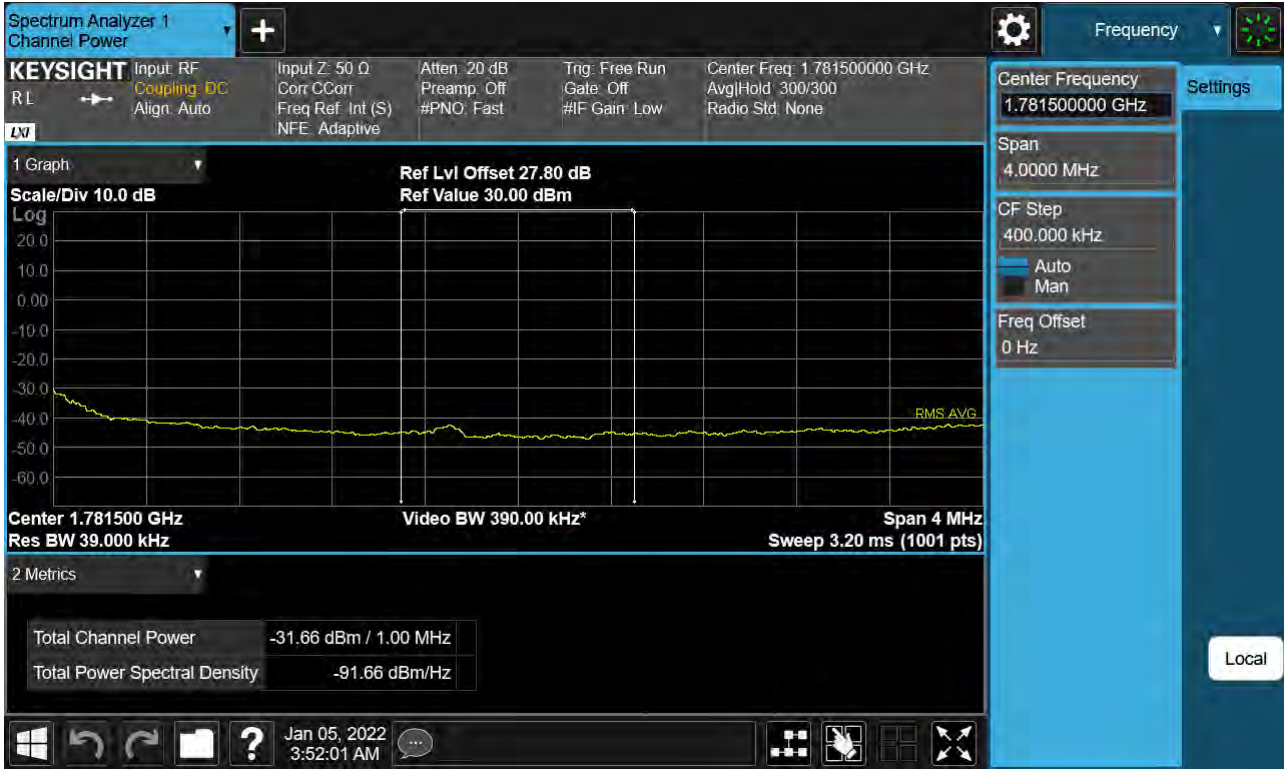 Spectrum Analyzer 1
Channel Power
Frequency
KEYSIGHT
RL
LXI
Input: RF
Coupling: DC
Align: Auto
Input Z: 50 Ω
Corr CCorr
Freq Ref: Int (S)
NFE: Adaptive
Atten: 20 dB
Preamp: Off
#PNO: Fast
Trig: Free Run
Gate: Off
#IF Gain: Low
Center Freq: 1.781500000 GHz
Avg|Hold: 300/300
Radio Std: None
Center Frequency
1.781500000 GHz
Settings
Span
4.0000 MHz
CF Step
400.000 kHz
Auto
Man
Freq Offset
0 Hz
Local
1 Graph
Scale/Div 10.0 dB
Ref Lvl Offset 27.80 dB
Ref Value 30.00 dBm
Log
20.0
10.0
0.00
-10.0
-20.0
-30.0
-40.0
-50.0
-60.0
RMS AVG
Center 1.781500 GHz
Res BW 39.000 kHz
Video BW 390.00 kHz*
Span 4 MHz
Sweep 3.20 ms (1001 pts)
2 Metrics
Total Channel Power -31.66 dBm / 1.00 MHz
Total Power Spectral Density -91.66 dBm/Hz
?
Jan 05, 2022
3:52:01 AM